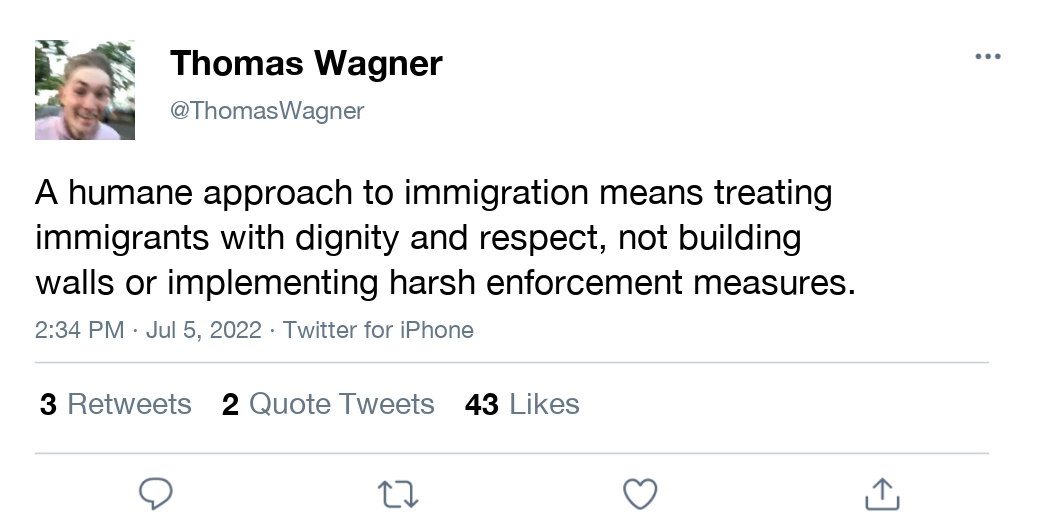 Thomas Wagner
@ThomasWagner
A humane approach to immigration means treating
immigrants with dignity and respect, not building
walls or implementing harsh enforcement measures.
2:34 PM · Jul 5, 2022 · Twitter for iPhone
3 Retweets 2 Quote Tweets 43 Likes